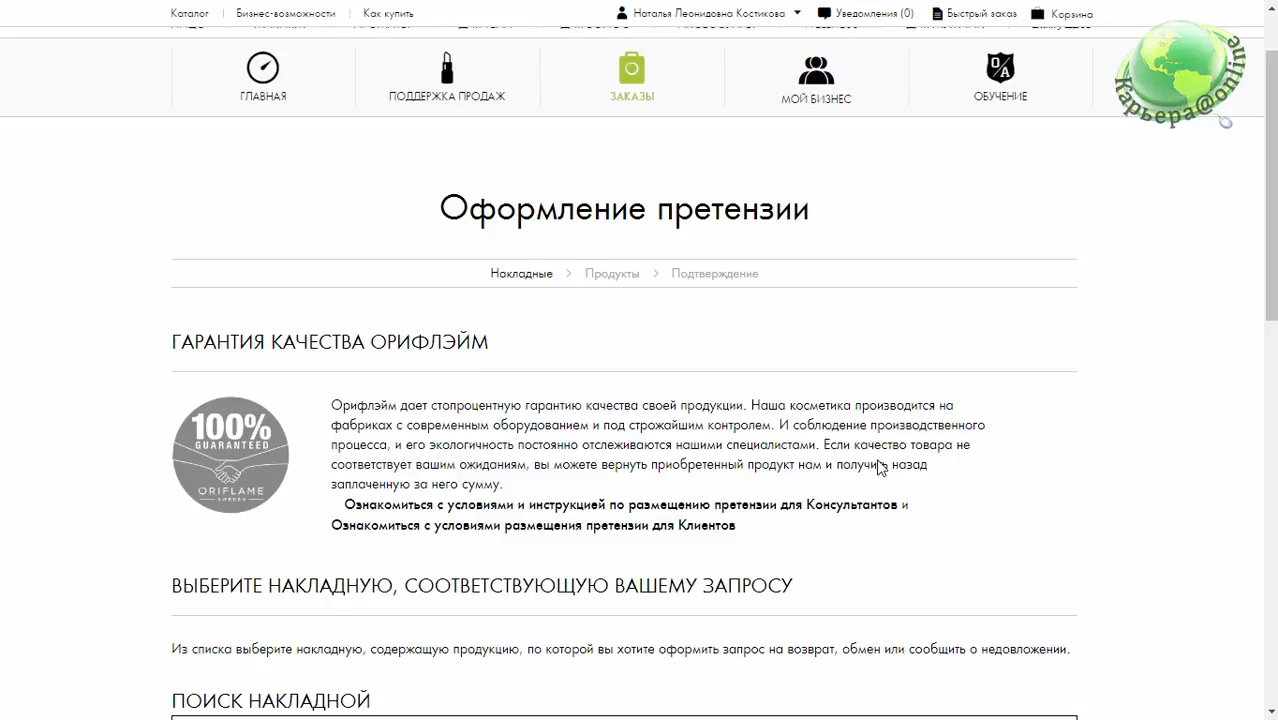 Каталог Бизнес-возможности Как купить Наталья Леонидовна Костикова Уведомления (0) Быстрый заказ Корзина
ГЛАВНАЯ ПОДДЕРЖКА ПРОДАЖ ЗАКАЗЫ МОЙ БИЗНЕС ОБУЧЕНИЕ
Карьера@online
Оформление претензии
Накладные > Продукты > Подтверждение
ГАРАНТИЯ КАЧЕСТВА ОРИФЛЭЙМ
100%
GUARANTEED
ORIFLAME
SWEDEN
Орифлэйм дает стопроцентную гарантию качества своей продукции. Наша косметика производится на
фабриках с современным оборудованием и под строжайшим контролем. И соблюдение производственного
процесса, и его экологичность постоянно отслеживаются нашими специалистами. Если качество товара не
соответствует вашим ожиданиям, вы можете вернуть приобретенный продукт нам и получить назад
заплаченную за него сумму.
Ознакомиться с условиями и инструкцией по размещению претензии для Консультантов и
Ознакомиться с условиями размещения претензии для Клиентов
ВЫБЕРИТЕ НАКЛАДНУЮ, СООТВЕТСТВУЮЩУЮ ВАШЕМУ ЗАПРОСУ
Из списка выберите накладную, содержащую продукцию, по которой вы хотите оформить запрос на возврат, обмен или сообщить о недовложении.
ПОИСК НАКЛАДНОЙ